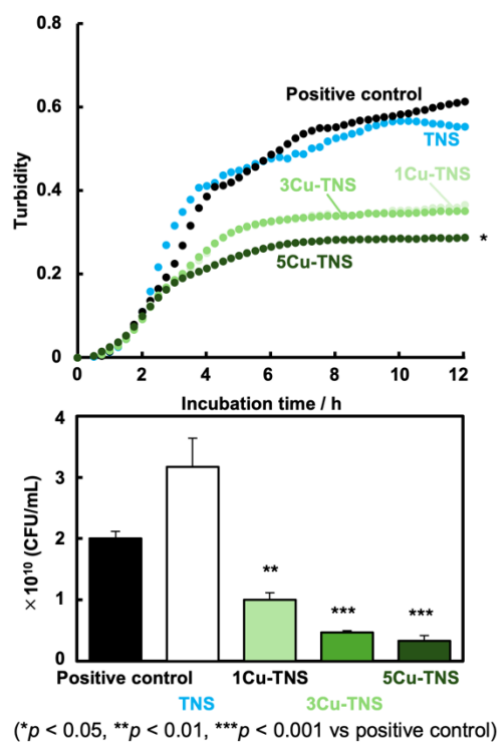 0.8
0.6
0.4
0.2
0
Turbidity
Positive control
TNS
1Cu-TNS
3Cu-TNS
5Cu-TNS
*
0 2 4 6 8 10 12
Incubation time / h
4
3
2
1
0
×10¹⁰ (CFU/mL)
** *** ***
Positive control 1Cu-TNS 5Cu-TNS
TNS 3Cu-TNS
(*p < 0.05, **p < 0.01, ***p < 0.001 vs positive control)